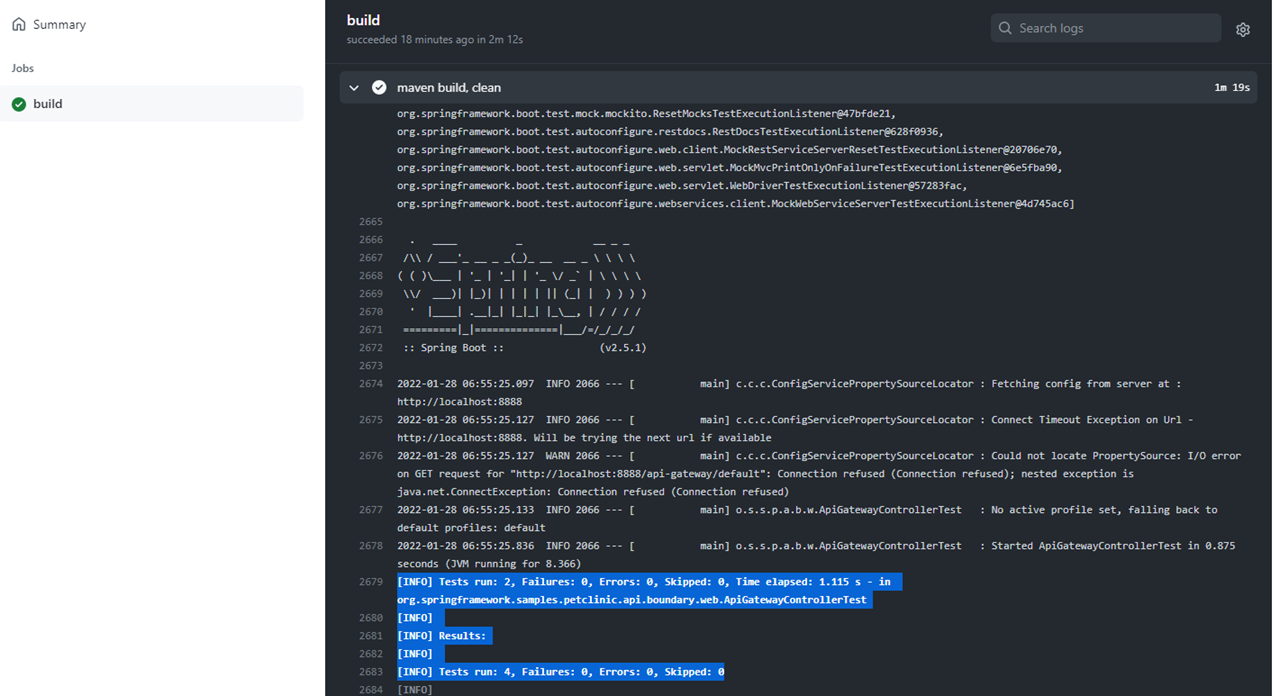 Summary
Jobs
build
build
succeeded 18 minutes ago in 2m 12s
Search logs
maven build, clean
1m 19s
org.springframework.boot.test.mock.mockito.ResetMocksTestExecutionListener@47bfde21,
org.springframework.boot.test.autoconfigure.restdocs.RestDocsTestExecutionListener@628f0936,
org.springframework.boot.test.autoconfigure.web.client.MockRestServiceServerResetTestExecutionListener@20706e70,
org.springframework.boot.test.autoconfigure.web.servlet.MockMvcPrintOnlyOnFailureTestExecutionListener@6e5fba90,
org.springframework.boot.test.autoconfigure.web.servlet.WebDriverTestExecutionListener@57283fac,
org.springframework.boot.test.autoconfigure.webservices.client.MockWebServiceServerTestExecutionListener@4d745ac6]
2665
2666   .   ____          _            __ _ _
2667  /\\ / ___'_ __ _ _(_)_ __  __ _ \ \ \ \
2668 ( ( )\___ | '_ | '_| | '_ \/ _` | \ \ \ \
2669  \\/  ___)| |_)| | | | | || (_| |  ) ) ) )
2670   '  |____| .__|_| |_|_| |_\__, | / / / /
2671  =========|_|==============|___/=/_/_/_/
2672  :: Spring Boot ::                (v2.5.1)
2673
2674 2022-01-28 06:55:25.097  INFO 2066 --- [           main] c.c.c.ConfigServicePropertySourceLocator : Fetching config from server at :
http://localhost:8888
2675 2022-01-28 06:55:25.127  INFO 2066 --- [           main] c.c.c.ConfigServicePropertySourceLocator : Connect Timeout Exception on Url -
http://localhost:8888. Will be trying the next url if available
2676 2022-01-28 06:55:25.127  WARN 2066 --- [           main] c.c.c.ConfigServicePropertySourceLocator : Could not locate PropertySource: I/O error
on GET request for "http://localhost:8888/api-gateway/default": Connection refused (Connection refused); nested exception is
java.net.ConnectException: Connection refused (Connection refused)
2677 2022-01-28 06:55:25.133  INFO 2066 --- [           main] o.s.s.p.a.b.w.ApiGatewayControllerTest   : No active profile set, falling back to
default profiles: default
2678 2022-01-28 06:55:25.836  INFO 2066 --- [           main] o.s.s.p.a.b.w.ApiGatewayControllerTest   : Started ApiGatewayControllerTest in 0.875
seconds (JVM running for 8.366)
2679 [INFO] Tests run: 2, Failures: 0, Errors: 0, Skipped: 0, Time elapsed: 1.115 s - in
org.springframework.samples.petclinic.api.boundary.web.ApiGatewayControllerTest
2680 [INFO]
2681 [INFO] Results:
2682 [INFO]
2683 [INFO] Tests run: 4, Failures: 0, Errors: 0, Skipped: 0
2684 [INFO]